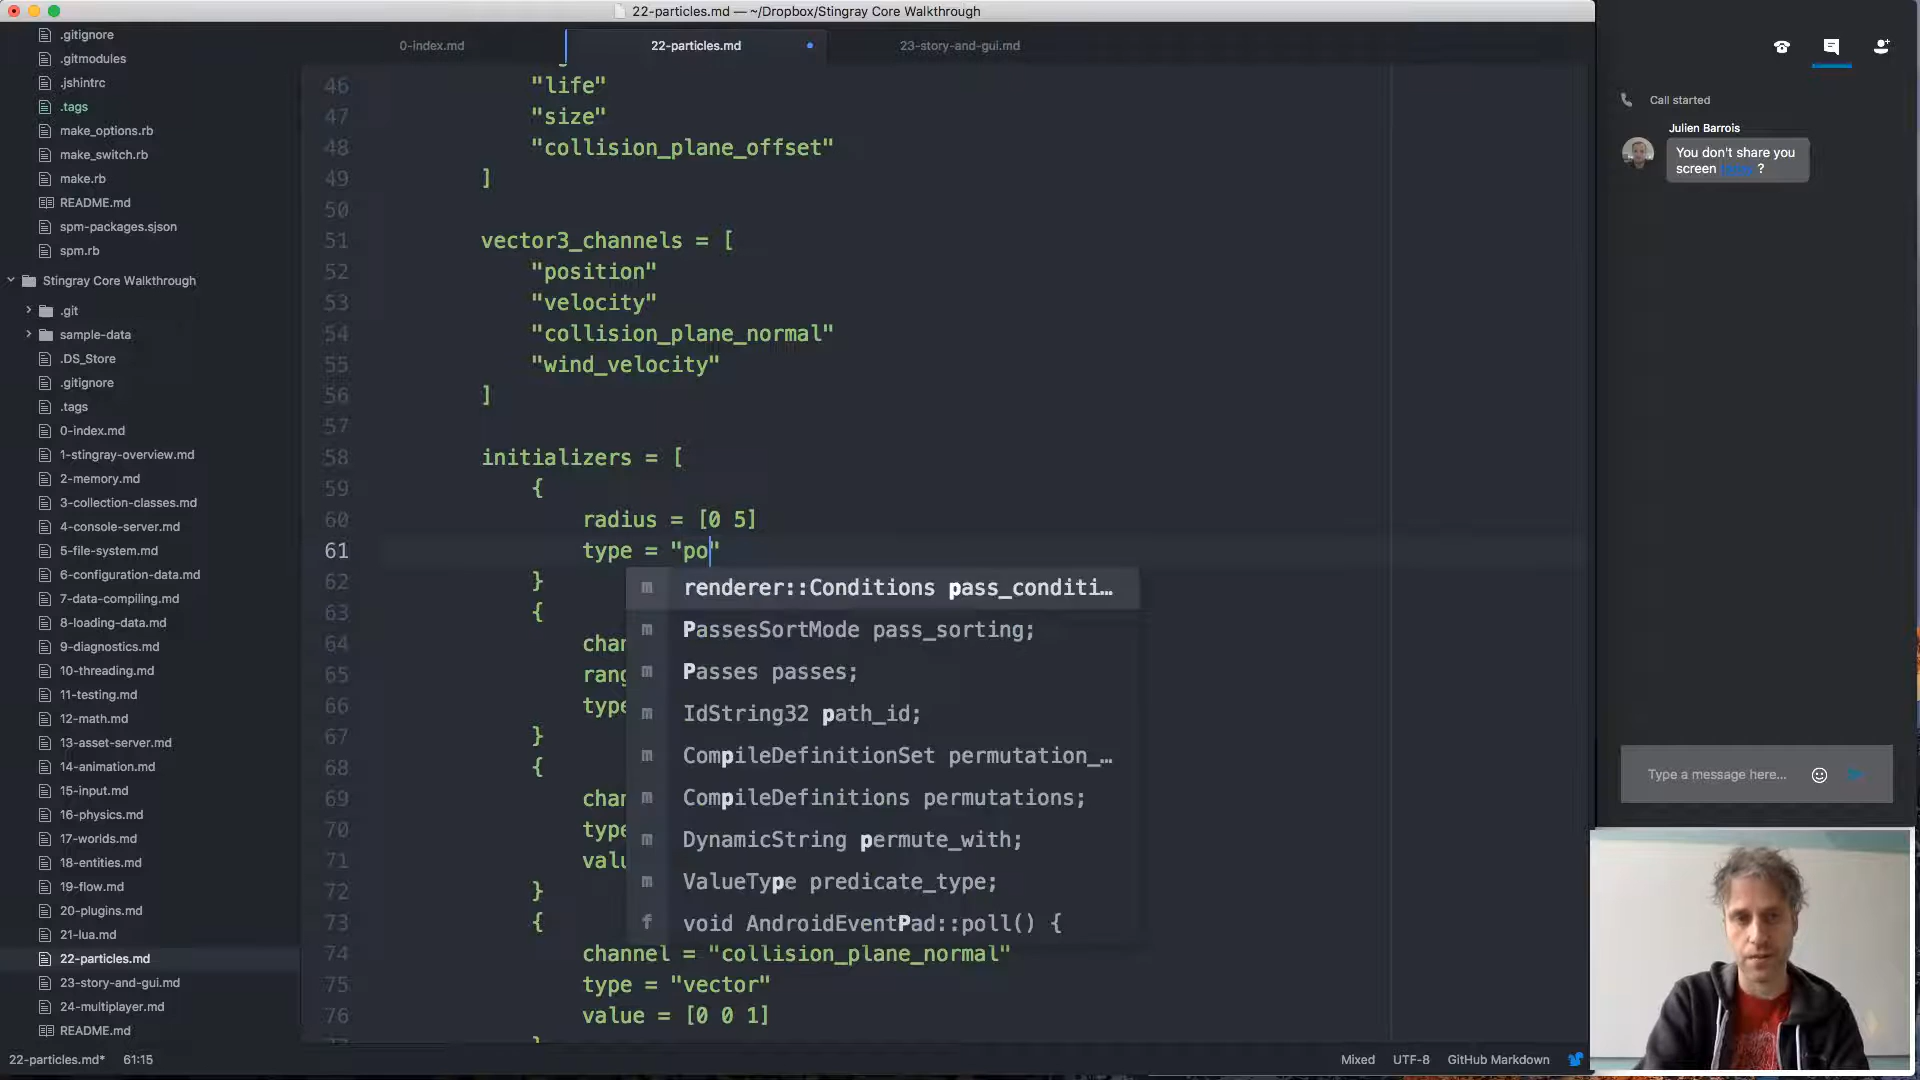 22-particles.md — ~/Dropbox/Stingray Core Walkthrough
.gitignore
.gitmodules
.jshintrc
.tags
make_options.rb
make_switch.rb
make.rb
README.md
spm-packages.sjson
spm.rb
Stingray Core Walkthrough
.git
sample-data
.DS_Store
.gitignore
.tags
0-index.md
1-stingray-overview.md
2-memory.md
3-collection-classes.md
4-console-server.md
5-file-system.md
6-configuration-data.md
7-data-compiling.md
8-loading-data.md
9-diagnostics.md
10-threading.md
11-testing.md
12-math.md
13-asset-server.md
14-animation.md
15-input.md
16-physics.md
17-worlds.md
18-entities.md
19-flow.md
20-plugins.md
21-lua.md
22-particles.md
23-story-and-gui.md
24-multiplayer.md
README.md
0-index.md
22-particles.md
23-story-and-gui.md
46 "life"
47 "size"
48 "collision_plane_offset"
49 ]
50
51 vector3_channels = [
52 "position"
53 "velocity"
54 "collision_plane_normal"
55 "wind_velocity"
56 ]
57
58 initializers = [
59 {
60 radius = [0 5]
61 type = "po"
62 }
63 {
64 chan
65 rang
66 type
67 }
68 {
69 chan
70 type
71 valu
72 }
73 {
74 channel = "collision_plane_normal"
75 type = "vector"
76 value = [0 0 1]
m renderer::Conditions pass_conditi…
m PassesSortMode pass_sorting;
m Passes passes;
m IdString32 path_id;
m CompileDefinitionSet permutation_…
m CompileDefinitions permutations;
m DynamicString permute_with;
m ValueType predicate_type;
f void AndroidEventPad::poll() {
22-particles.md* 61:15
Mixed UTF-8 GitHub Markdown
Call started
Julien Barrois
You don't share you
screen ?
Type a message here...